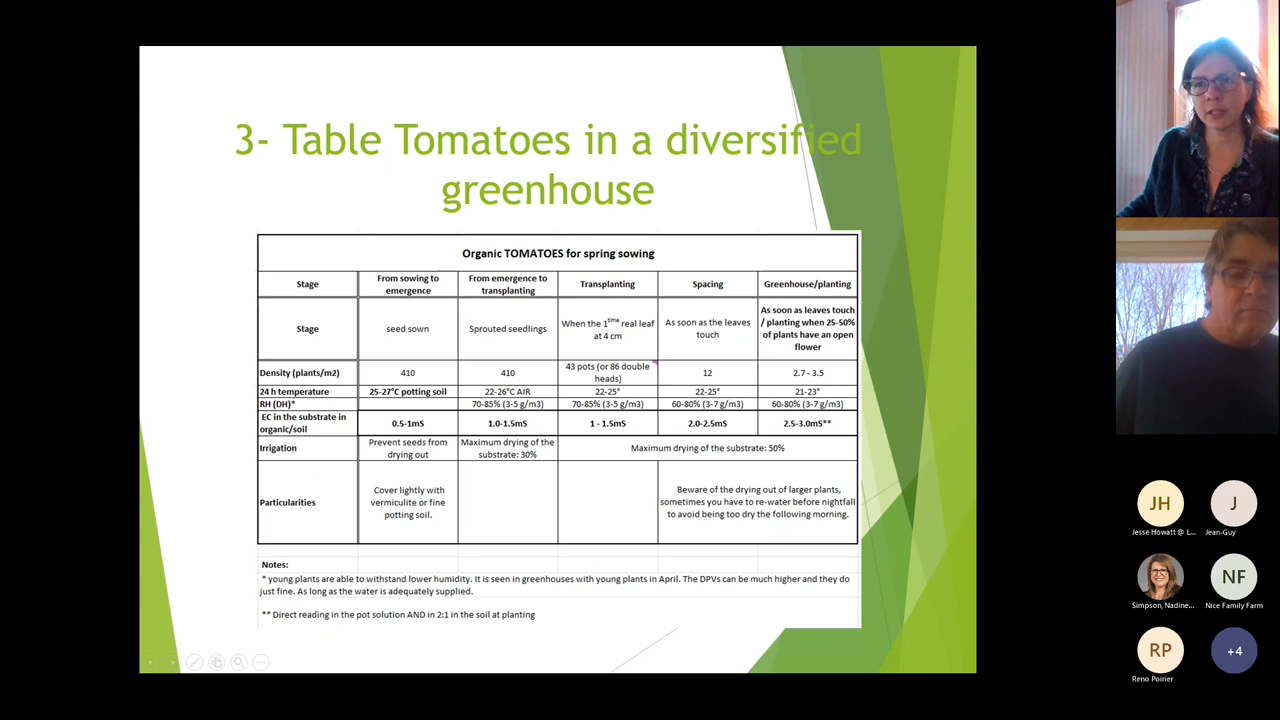 3- Table Tomatoes in a diversified
greenhouse
Organic TOMATOES for spring sowing
Stage
From sowing to
emergence
From emergence to
transplanting
Transplanting
Spacing
Greenhouse/planting
Stage
seed sown
Sprouted seedlings
When the 1time real leaf
at 4 cm
As soon as the leaves
touch
As soon as leaves touch
/ planting when 25-50%
of plants have an open
flower
Density (plants/m2)
410
410
43 pots (or 86 double
heads)
12
2.7 - 3.5
24 h temperature
25-27°C potting soil
22-26°C AIR
22-25°
22-25°
21-23°
RH (DH)*
70-85% (3-5 g/m3)
70-85% (3-5 g/m3)
60-80% (3-7 g/m3)
60-80% (3-7 g/m3)
EC in the substrate in
organic/soil
0.5-1mS
1.0-1.5mS
1 - 1.5mS
2.0-2.5mS
2.5-3.0mS**
Irrigation
Prevent seeds from
drying out
Maximum drying of the
substrate: 30%
Maximum drying of the substrate: 50%
Particularities
Cover lightly with
vermiculite or fine
potting soil.
Beware of the drying out of larger plants,
sometimes you have to re-water before nightfall
to avoid being too dry the following morning.
Notes:
* young plants are able to withstand lower humidity. It is seen in greenhouses with young plants in April. The DPVs can be much higher and they do
just fine. As long as the water is adequately supplied.
** Direct reading in the pot solution AND in 2:1 in the soil at planting
JH
Jesse Howatt @ L...
J
Jean-Guy
Simpson, Nadine...
NF
Nice Family Farm
RP
Reno Poirier
+4